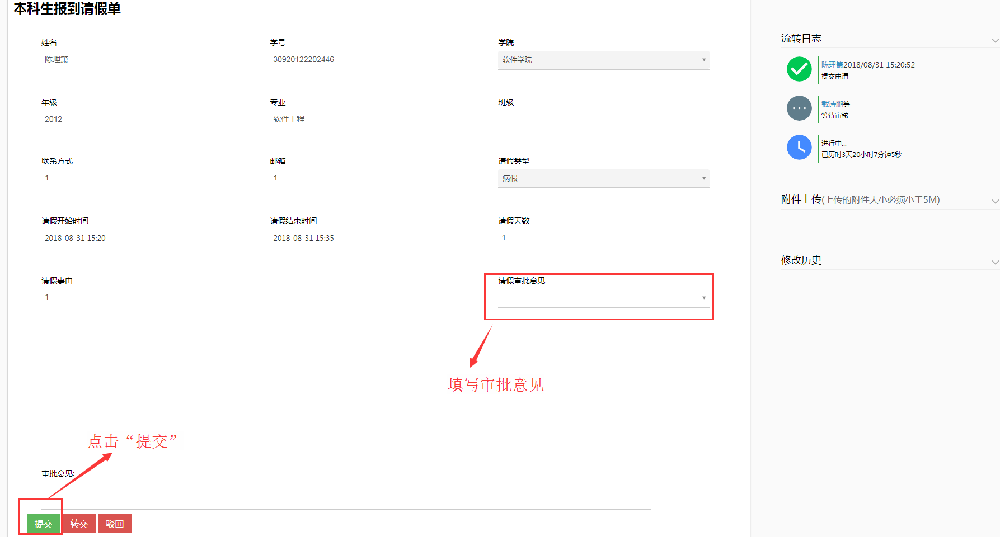 本科生报到请假单
姓名
陈理箫
学号
30920122202446
学院
软件学院
年级
2012
专业
软件工程
班级
联系方式
1
邮箱
1
请假类型
病假
请假开始时间
2018-08-31 15:20
请假结束时间
2018-08-31 15:35
请假天数
1
请假事由
1
请假审批意见
填写审批意见
点击“提交”
审批意见:
提交
转交
驳回
流转日志
陈理箫2018/08/31 15:20:52
提交申请
戴诗鹏等
等待审核
进行中...
已历时3天20小时7分钟5秒
附件上传(上传的附件大小必须小于5M)
修改历史